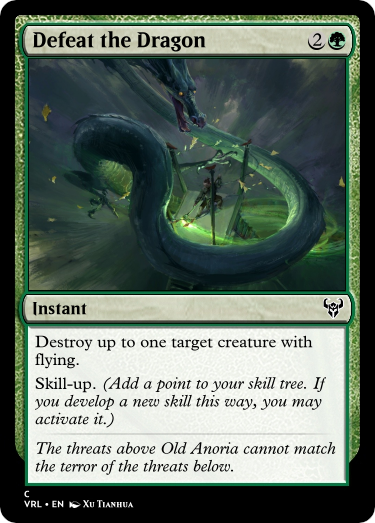 Defeat the Dragon 2
Instant
Destroy up to one target creature with
flying.
Skill-up. (Add a point to your skill tree. If
you develop a new skill this way, you may
activate it.)
The threats above Old Anoria cannot match
the terror of the threats below.
C
VRL • EN Xu Tianhua